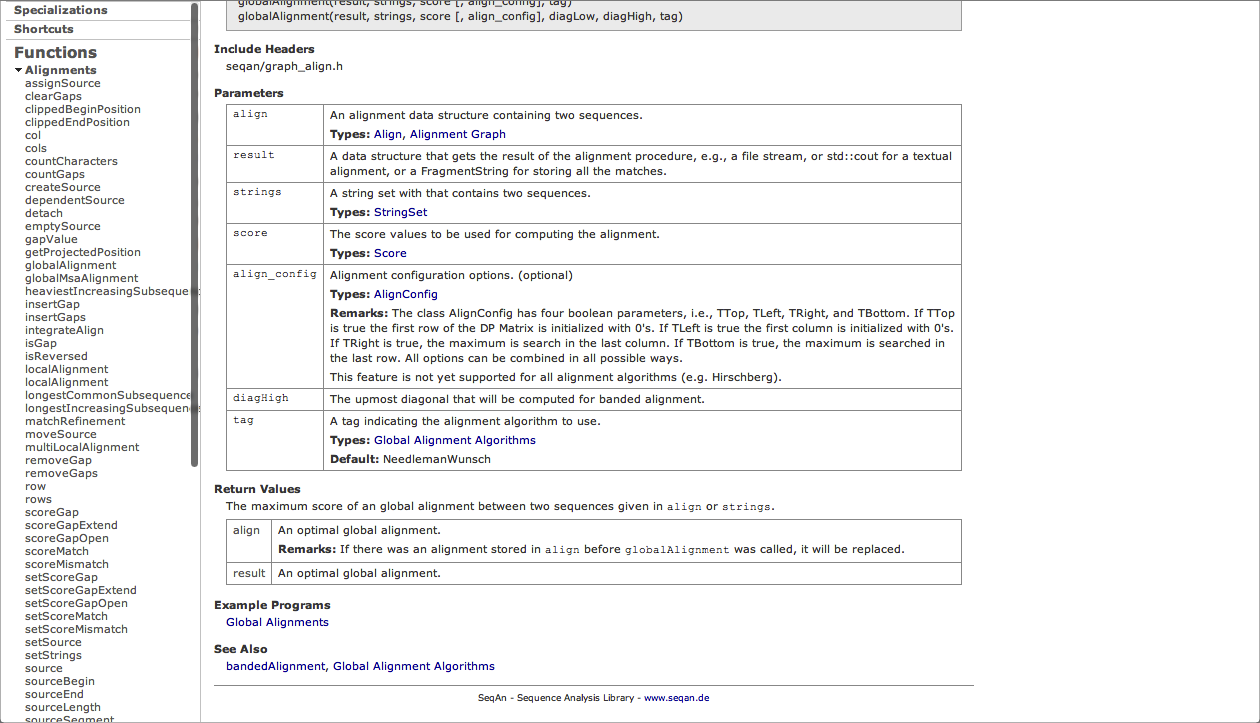 Specializations
Shortcuts
Functions
Alignments
assignSource
clearGaps
clippedBeginPosition
clippedEndPosition
col
cols
countCharacters
countGaps
createSource
dependentSource
detach
emptySource
gapValue
getProjectedPosition
globalAlignment
globalMsaAlignment
heaviestIncreasingSubsequenc
insertGap
insertGaps
integrateAlign
isGap
isReversed
localAlignment
localAlignment
longestCommonSubsequence
longestIncreasingSubsequence
matchRefinement
moveSource
multiLocalAlignment
removeGap
removeGaps
row
rows
scoreGap
scoreGapExtend
scoreGapOpen
scoreMatch
scoreMismatch
setScoreGap
setScoreGapExtend
setScoreGapOpen
setScoreMatch
setScoreMismatch
setSource
setStrings
source
sourceBegin
sourceEnd
sourceLength
sourceSegment
globalAlignment(result, strings, score [, align_config], tag)
globalAlignment(result, strings, score [, align_config], diagLow, diagHigh, tag)
Include Headers
seqan/graph_align.h
Parameters
align
An alignment data structure containing two sequences.
Types: Align, Alignment Graph
result
A data structure that gets the result of the alignment procedure, e.g., a file stream, or std::cout for a textual
alignment, or a FragmentString for storing all the matches.
strings
A string set with that contains two sequences.
Types: StringSet
score
The score values to be used for computing the alignment.
Types: Score
align_config
Alignment configuration options. (optional)
Types: AlignConfig
Remarks: The class AlignConfig has four boolean parameters, i.e., TTop, TLeft, TRight, and TBottom. If TTop
is true the first row of the DP Matrix is initialized with 0's. If TLeft is true the first column is initialized with 0's.
If TRight is true, the maximum is search in the last column. If TBottom is true, the maximum is searched in
the last row. All options can be combined in all possible ways.
This feature is not yet supported for all alignment algorithms (e.g. Hirschberg).
diagHigh
The upmost diagonal that will be computed for banded alignment.
tag
A tag indicating the alignment algorithm to use.
Types: Global Alignment Algorithms
Default: NeedlemanWunsch
Return Values
The maximum score of an global alignment between two sequences given in align or strings.
align
An optimal global alignment.
Remarks: If there was an alignment stored in align before globalAlignment was called, it will be replaced.
result
An optimal global alignment.
Example Programs
Global Alignments
See Also
bandedAlignment, Global Alignment Algorithms
SeqAn - Sequence Analysis Library - www.seqan.de